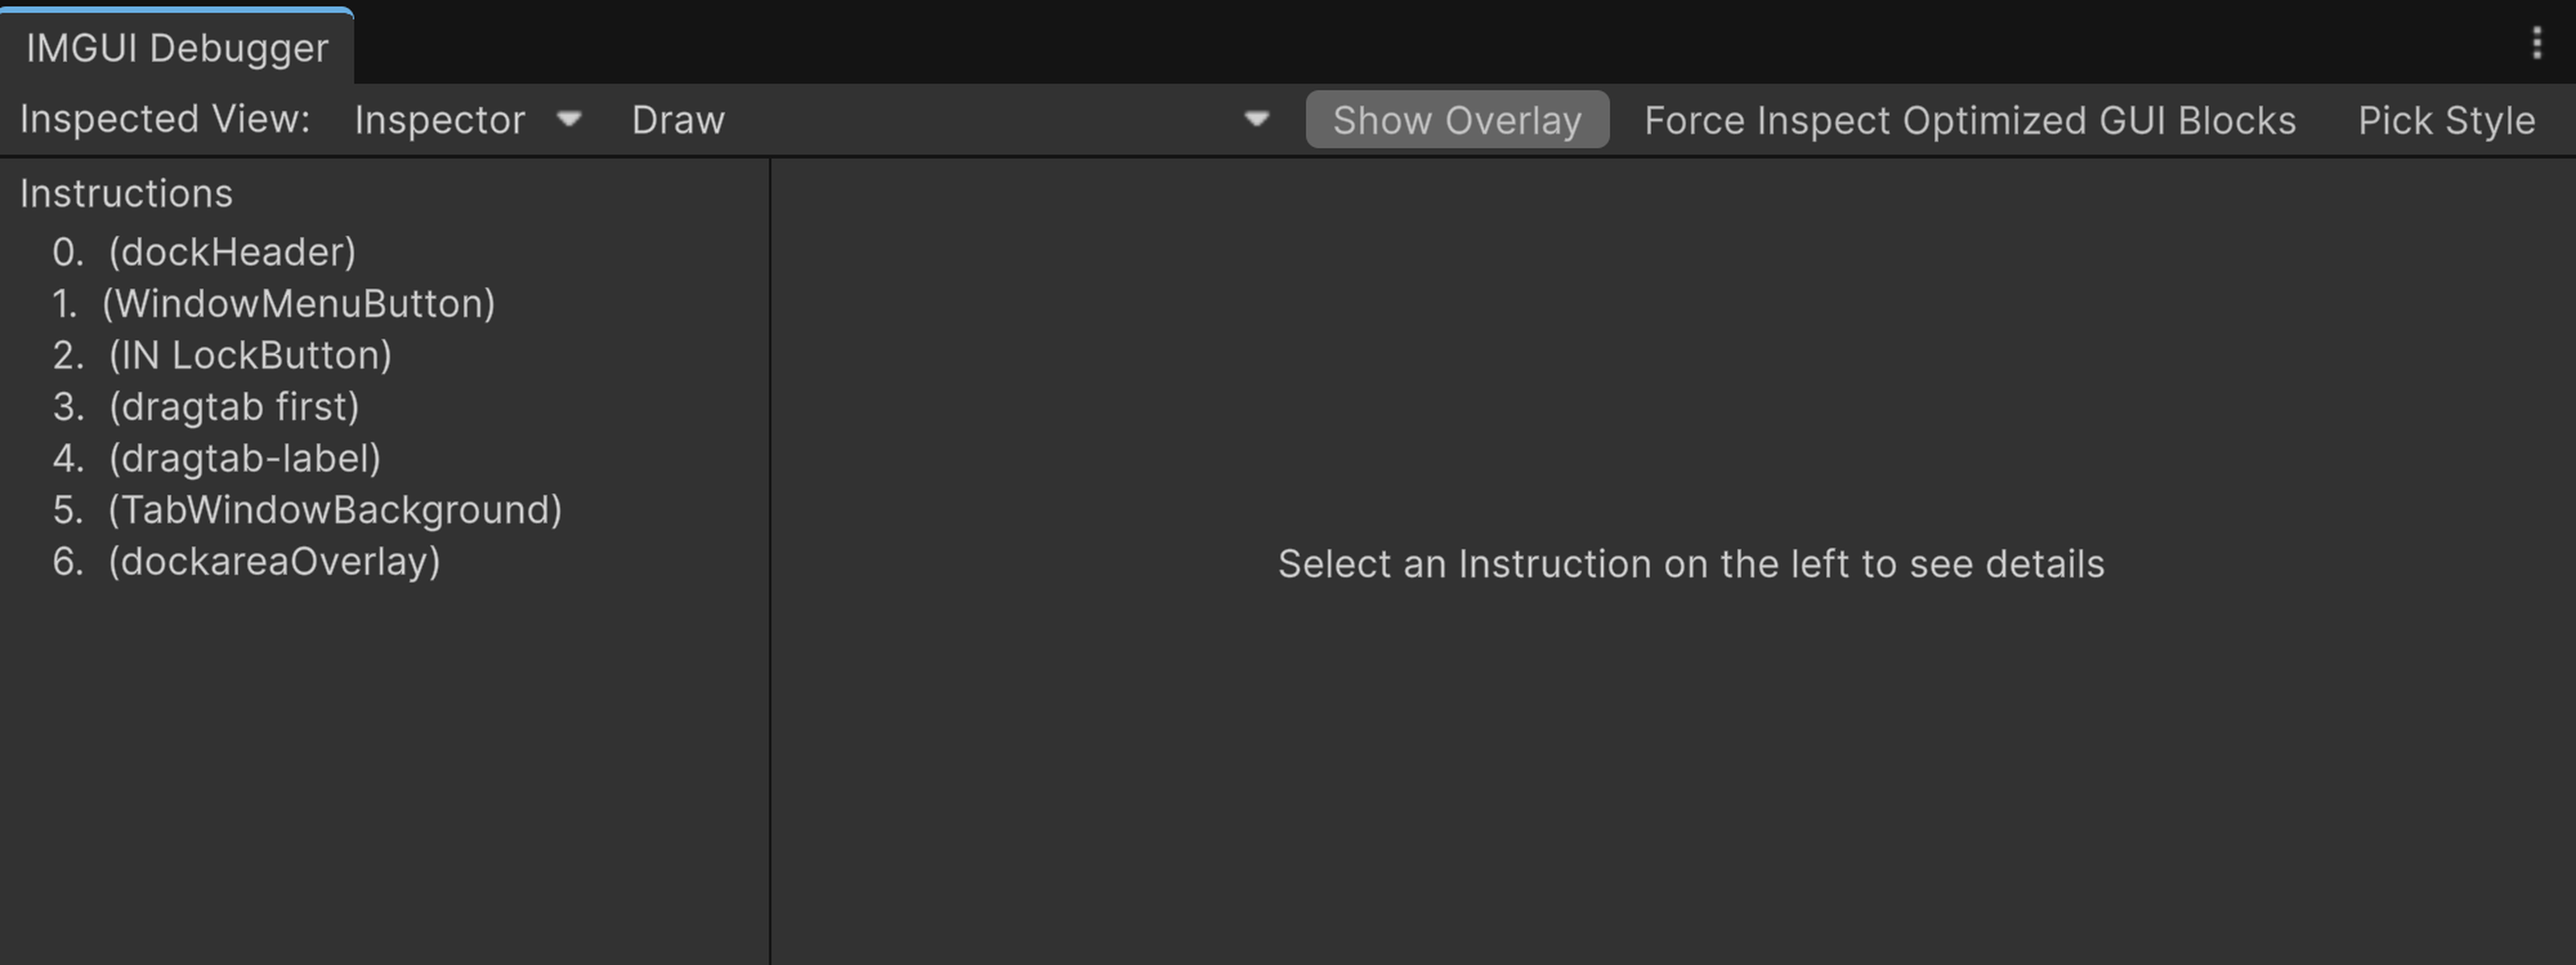 IMGUI Debugger
Inspected View: Inspector Draw Show Overlay Force Inspect Optimized GUI Blocks Pick Style
Instructions
0. (dockHeader)
1. (WindowMenuButton)
2. (IN LockButton)
3. (dragtab first)
4. (dragtab-label)
5. (TabWindowBackground)
6. (dockareaOverlay)
Select an Instruction on the left to see details